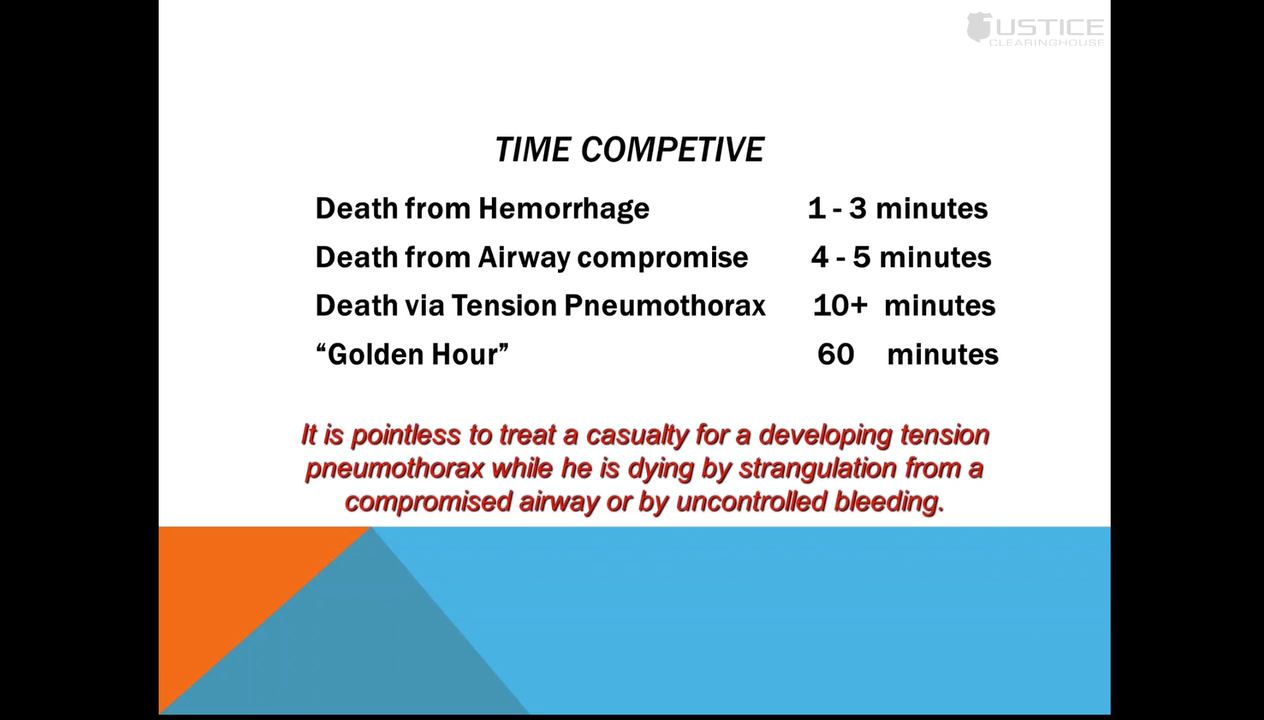 JUSTICE
CLEARINGHOUSE
TIME COMPETIVE
Death from Hemorrhage 1 - 3 minutes
Death from Airway compromise 4 - 5 minutes
Death via Tension Pneumothorax 10+ minutes
“Golden Hour” 60 minutes
It is pointless to treat a casualty for a developing tension
pneumothorax while he is dying by strangulation from a
compromised airway or by uncontrolled bleeding.